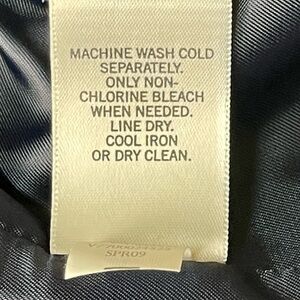 MACHINE WASH COLD
SEPARATELY.
ONLY NON-
CHLORINE BLEACH
WHEN NEEDED.
LINE DRY.
COOL IRON
OR DRY CLEAN.
SPR09